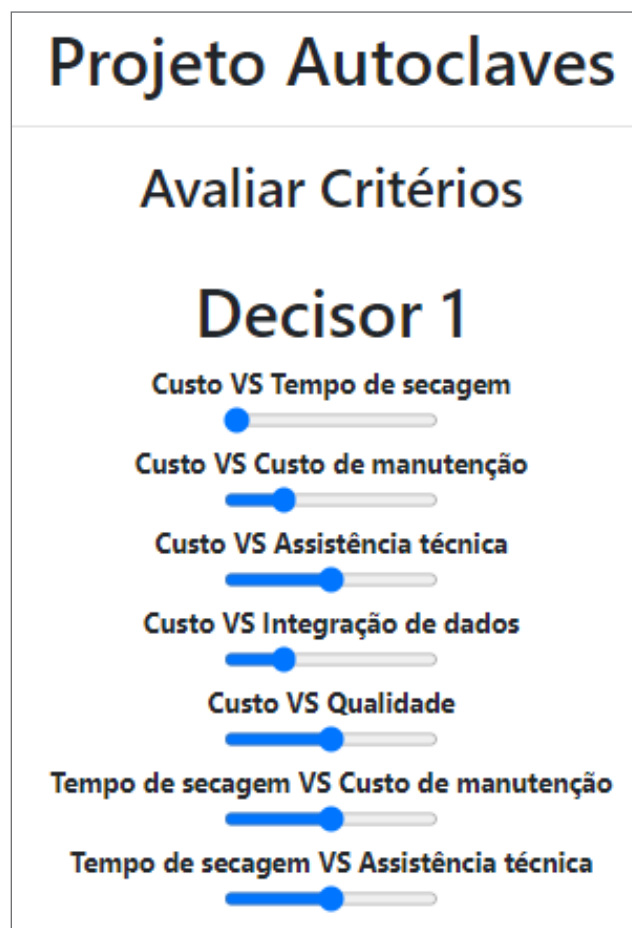 Projeto Autoclaves
Avaliar Critérios
Decisor 1
Custo VS Tempo de secagem
Custo VS Custo de manutenção
Custo VS Assistência técnica
Custo VS Integração de dados
Custo VS Qualidade
Tempo de secagem VS Custo de manutenção
Tempo de secagem VS Assistência técnica